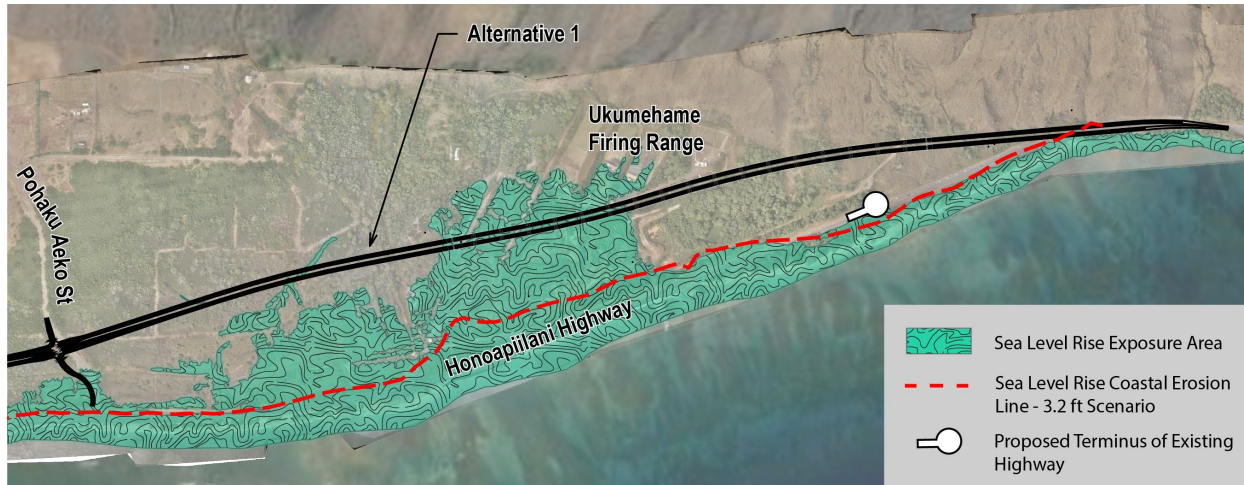 Alternative 1
Ukumehame
Firing Range
Pohaku Aeko St
Honoapiilani Highway
Sea Level Rise Exposure Area
Sea Level Rise Coastal Erosion
Line - 3.2 ft Scenario
Proposed Terminus of Existing
Highway